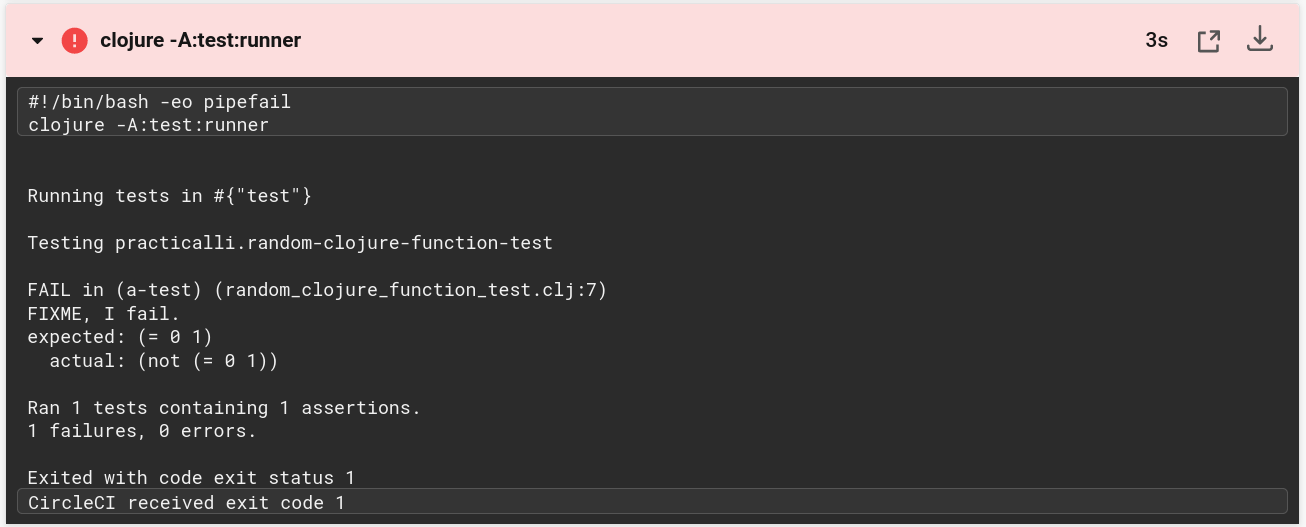 clojure -A:test:runner 3s
#!/bin/bash -eo pipefail
clojure -A:test:runner
Running tests in #{"test"}
Testing practicalli.random-clojure-function-test
FAIL in (a-test) (random_clojure_function_test.clj:7)
FIXME, I fail.
expected: (= 0 1)
  actual: (not (= 0 1))
Ran 1 tests containing 1 assertions.
1 failures, 0 errors.
Exited with code exit status 1
CircleCI received exit code 1